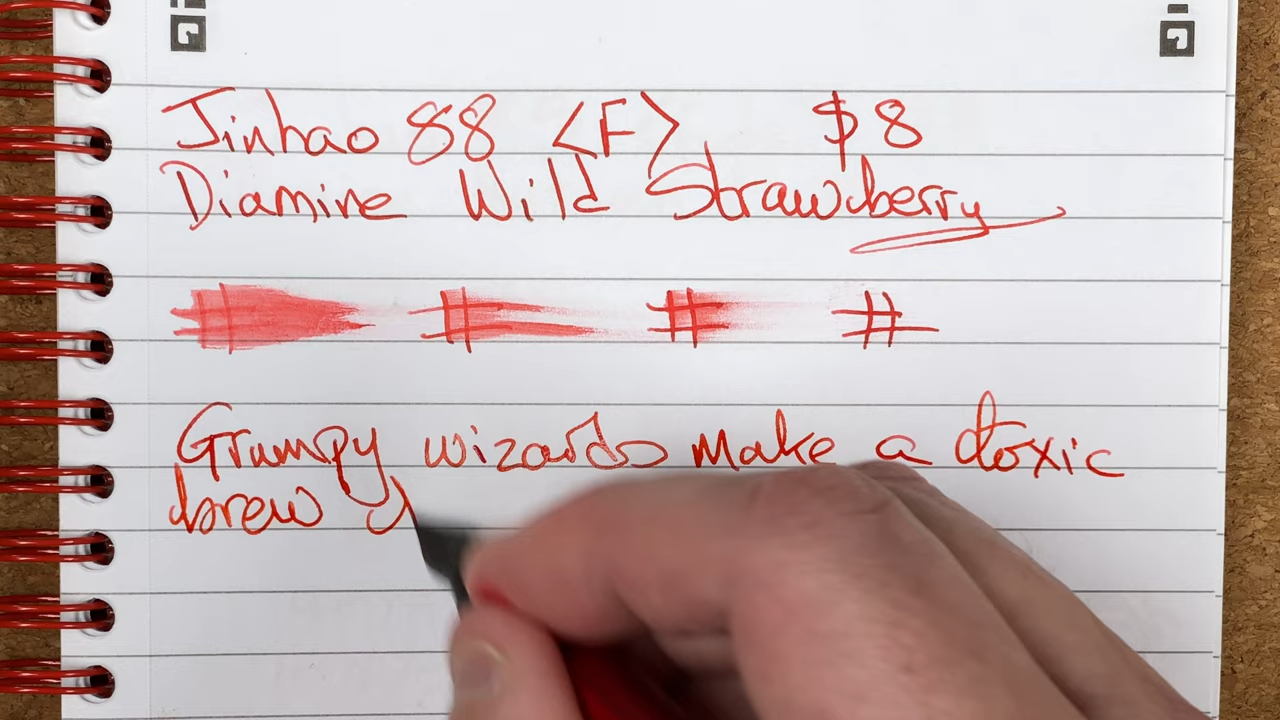 Jinhao 88 <F> $8
Diamine Wild Strawberry
# # # #
Grumpy wizards make a toxic
brew